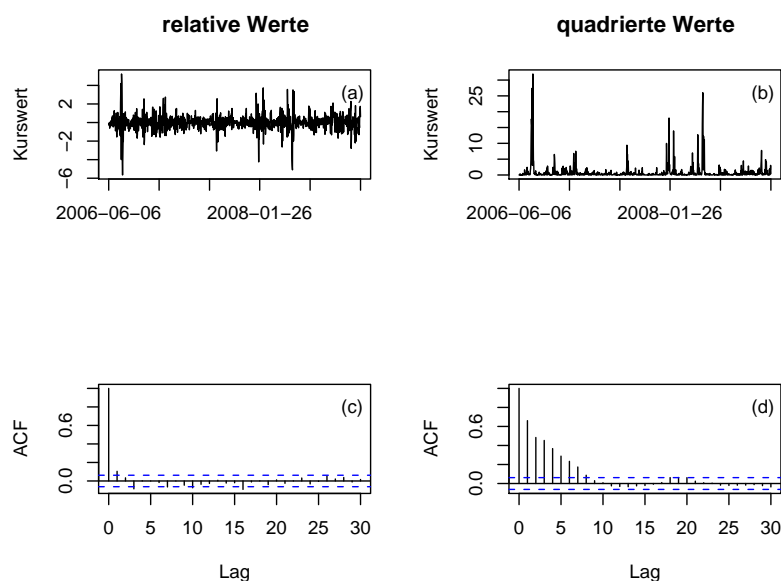 relative Werte
quadrierte Werte
Kurswert
2
−2
−6
(a)
2006−06−06
2008−01−26
Kurswert
25
10
0
(b)
2006−06−06
2008−01−26
ACF
0.6
0.0
(c)
0 5 10 15 20 25 30
Lag
ACF
0.6
0.0
(d)
0 5 10 15 20 25 30
Lag